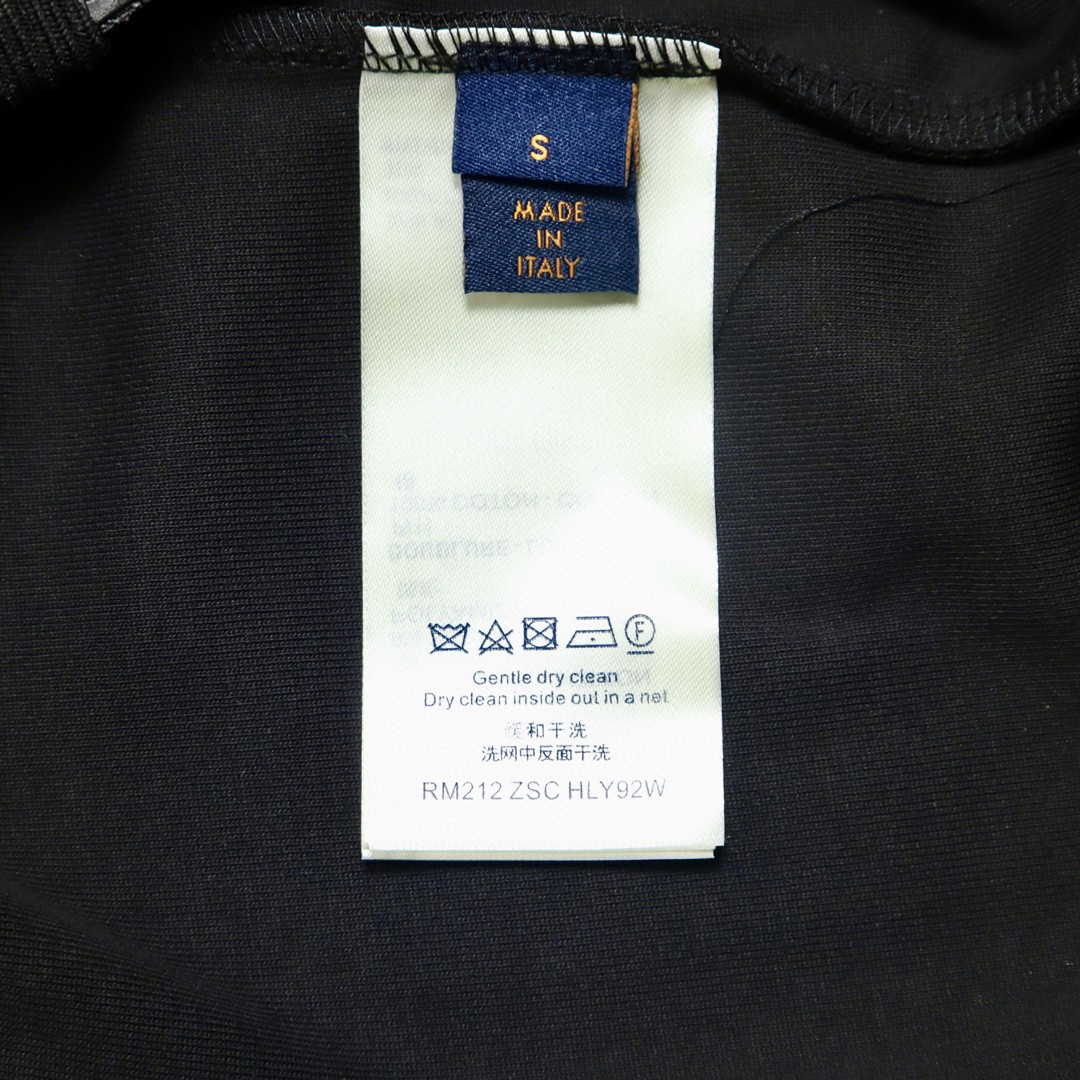 S
MADE
IN
ITALY
F
Gentle dry clean
Dry clean inside out in a net
缓和干洗
洗网中反面干洗
RM212 ZSC HLY92W